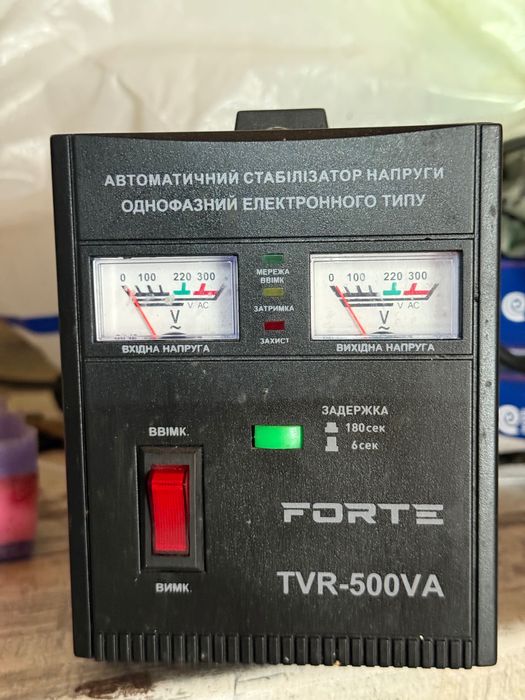 АВТОМАТИЧНИЙ СТАБІЛІЗАТОР НАПРУГИ
ОДНОФАЗНИЙ ЕЛЕКТРОННОГО ТИПУ
0 100 220 300
V AC
V
ВХІДНА НАПРУГА
МЕРЕЖА
ВВІМК
ЗАТРИМКА
ЗАХИСТ
0 100 220 300
V AC
V
ВИХІДНА НАПРУГА
ВВІМК.
ВИМК.
ЗАДЕРЖКА
180сек
6сек
FORTE
TVR-500VA